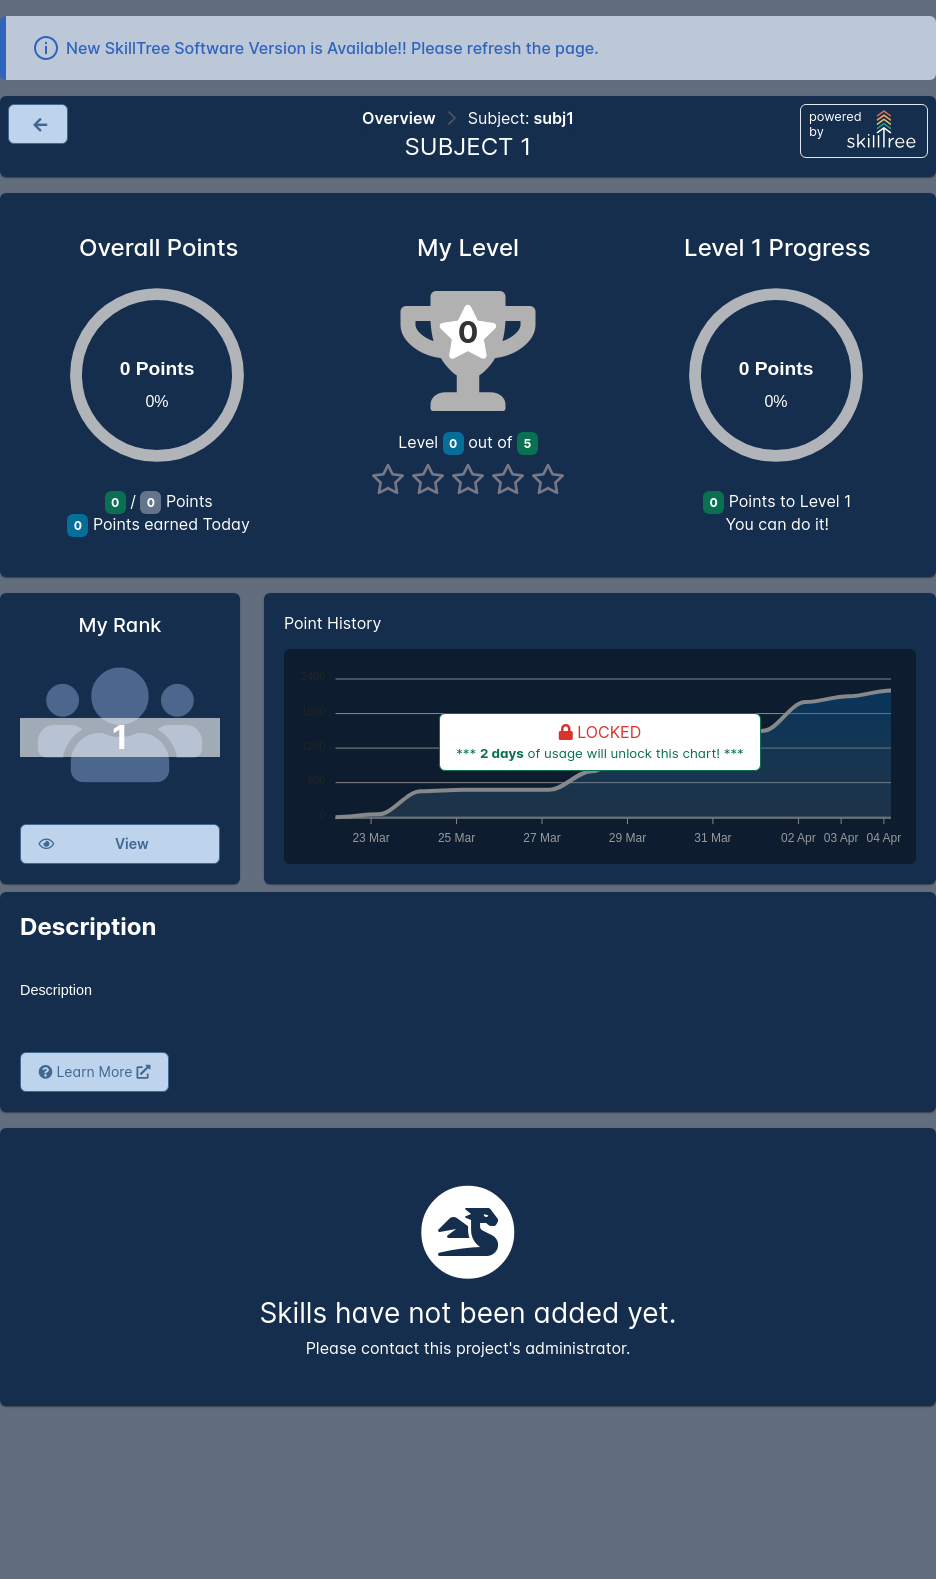 New SkillTree Software Version is Available!! Please refresh the page.
Overview Subject: subj1
SUBJECT 1
powered
by
skillTree
Overall Points
0 Points
0%
0 / 0 Points
0 Points earned Today
My Level
0
Level 0 out of 5
Level 1 Progress
0 Points
0%
0 Points to Level 1
You can do it!
My Rank
1
View
Point History
2400
1800
1200
600
0
LOCKED
*** 2 days of usage will unlock this chart! ***
23 Mar 25 Mar 27 Mar 29 Mar 31 Mar 02 Apr 03 Apr 04 Apr
Description
Description
Learn More
Skills have not been added yet.
Please contact this project's administrator.